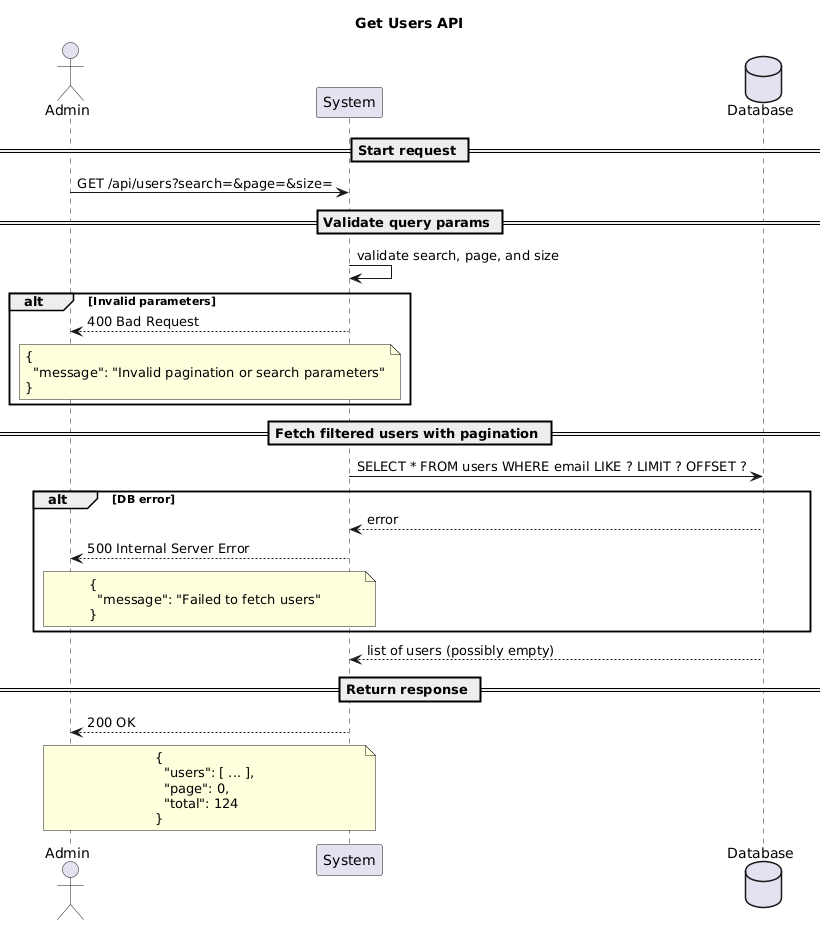 Get Users API
Admin
System
Database
Start request
GET /api/users?search=&page=&size=
Validate query params
validate search, page, and size
alt [Invalid parameters]
400 Bad Request
{
"message": "Invalid pagination or search parameters"
}
Fetch filtered users with pagination
SELECT * FROM users WHERE email LIKE ? LIMIT ? OFFSET ?
alt [DB error]
error
500 Internal Server Error
{
"message": "Failed to fetch users"
}
list of users (possibly empty)
Return response
200 OK
{
"users": [ ... ],
"page": 0,
"total": 124
}
Admin
System
Database